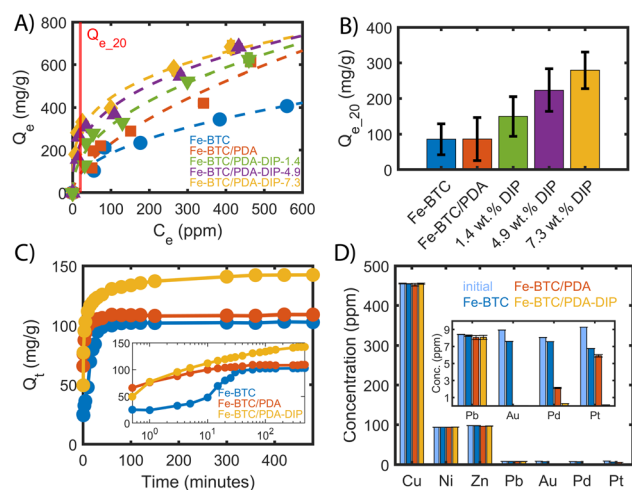 A)
Q_e_20
Q_e (mg/g)
800
600
400
200
0
Fe-BTC
Fe-BTC/PDA
Fe-BTC/PDA-DIP-1.4
Fe-BTC/PDA-DIP-4.9
Fe-BTC/PDA-DIP-7.3
0 100 200 300 400 500 600
C_e (ppm)
B)
Q_e_20 (mg/g)
400
300
200
100
0
Fe-BTC
Fe-BTC/PDA
1.4 wt.% DIP
4.9 wt.% DIP
7.3 wt.% DIP
C)
Q_t (mg/g)
150
100
50
0
Fe-BTC
Fe-BTC/PDA
Fe-BTC/PDA-DIP
10^0 10^1 10^2
0 100 200 300 400
Time (minutes)
D)
Concentration (ppm)
500
400
300
200
100
0
initial Fe-BTC/PDA
Fe-BTC Fe-BTC/PDA-DIP
Conc. (ppm)
9
7
5
3
1
Pb Au Pd Pt
Cu Ni Zn Pb Au Pd Pt